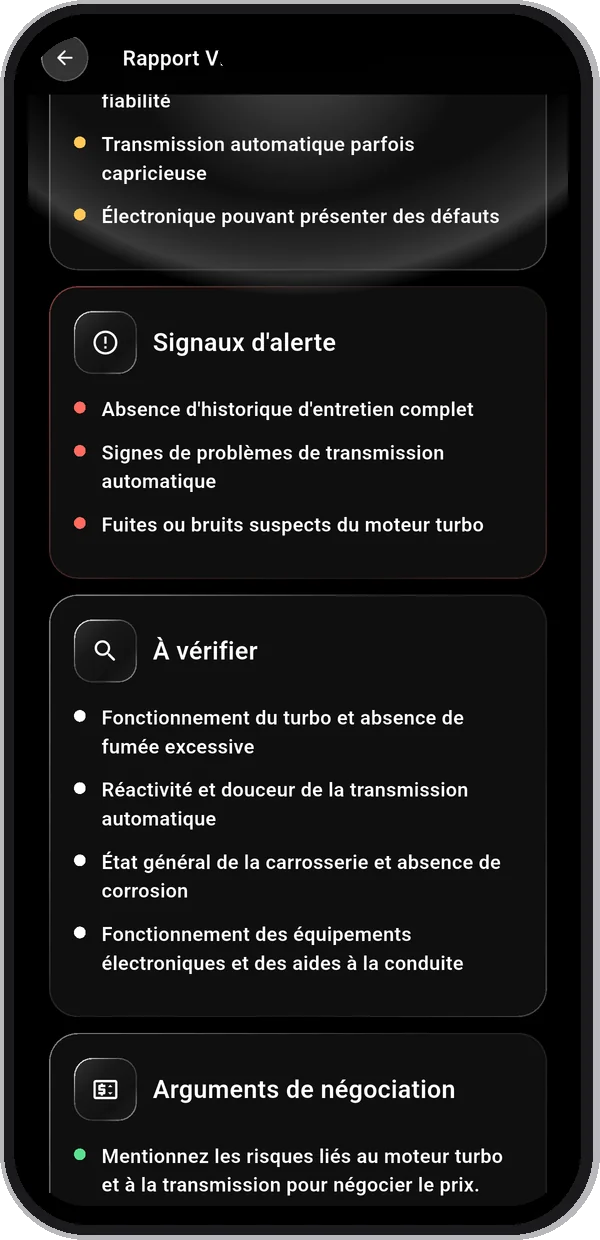 Rapport V.
fiabilité
Transmission automatique parfois
capricieuse
Électronique pouvant présenter des défauts
Signaux d'alerte
Absence d'historique d'entretien complet
Signes de problèmes de transmission
automatique
Fuites ou bruits suspects du moteur turbo
À vérifier
Fonctionnement du turbo et absence de
fumée excessive
Réactivité et douceur de la transmission
automatique
État général de la carrosserie et absence de
corrosion
Fonctionnement des équipements
électroniques et des aides à la conduite
Arguments de négociation
Mentionnez les risques liés au moteur turbo
et à la transmission pour négocier le prix.